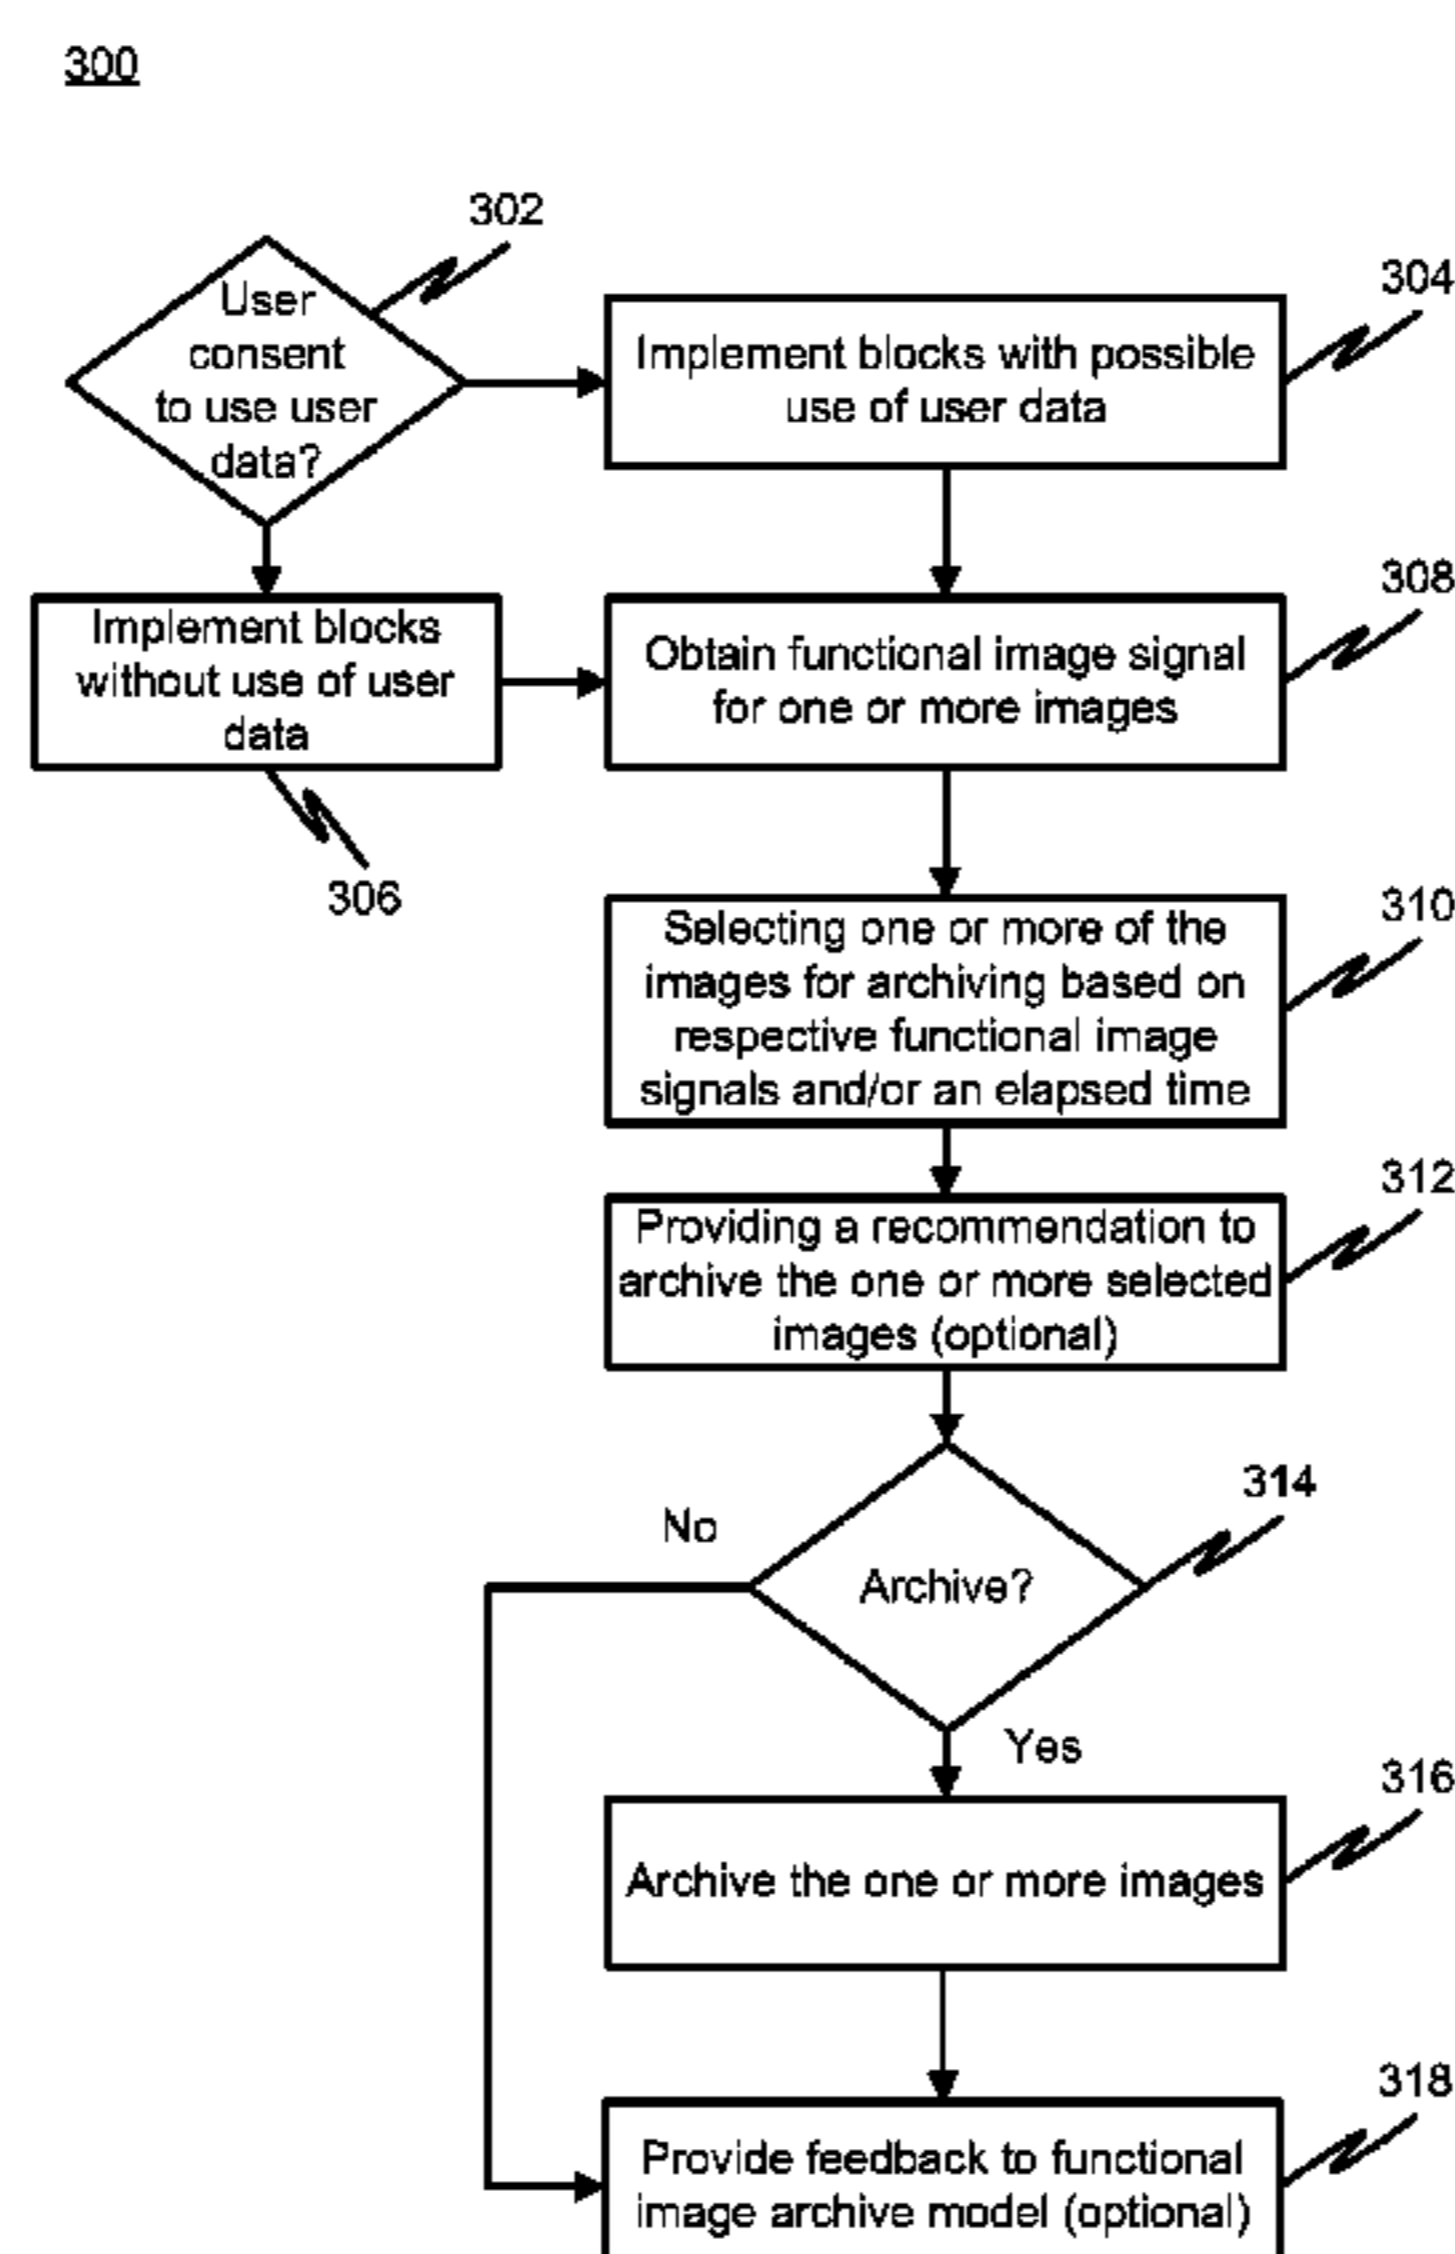 300
302
User
consent
to use user
data?
304
Implement blocks with possible
use of user data
306
Implement blocks
without use of user
data
308
Obtain functional image signal
for one or more images
310
Selecting one or more of the
images for archiving based on
respective functional image
signals and/or an elapsed time
312
Providing a recommendation to
archive the one or more selected
images (optional)
314
Archive?
No
Yes
316
Archive the one or more images
318
Provide feedback to functional
image archive model (optional)